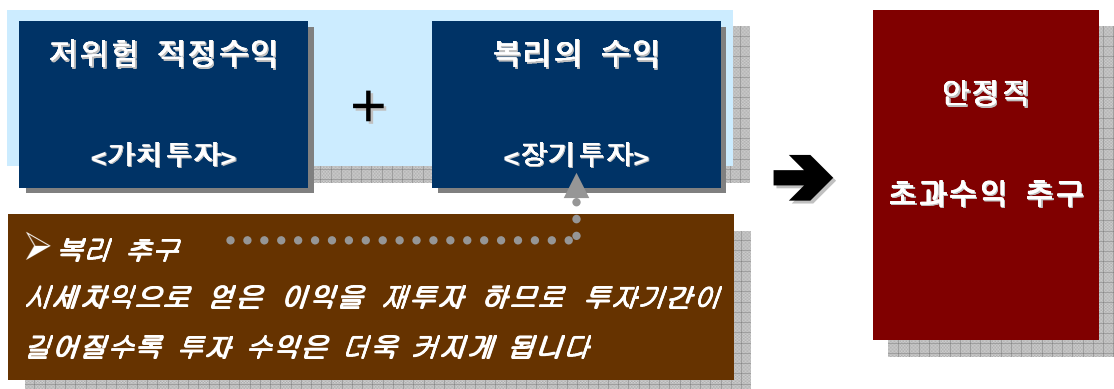 저위험 적정수익
<가치투자>
+
복리의 수익
<장기투자>
안정적
초과수익 추구
복리 추구
시세차익으로 얻은 이익을 재투자 하므로 투자기간이
길어질수록 투자 수익은 더욱 커지게 됩니다